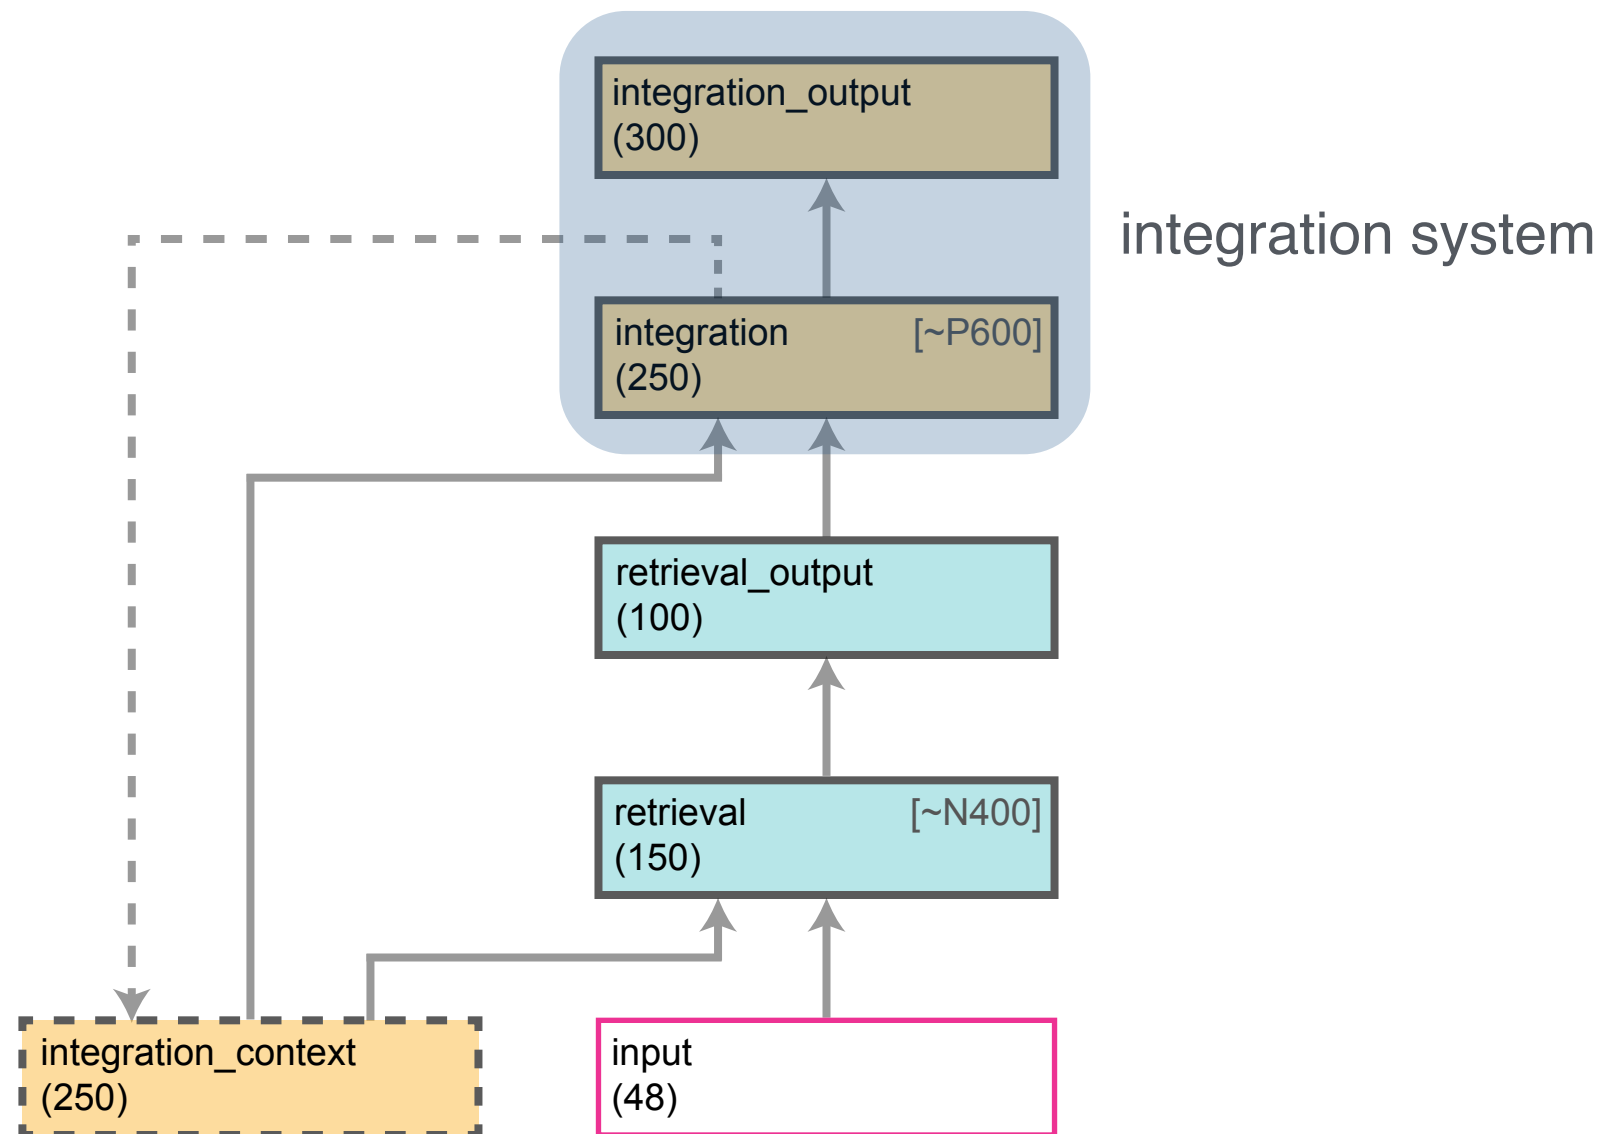 integration_output
(300)
integration system
integration [~P600]
(250)
retrieval_output
(100)
retrieval [~N400]
(150)
integration_context
(250)
input
(48)